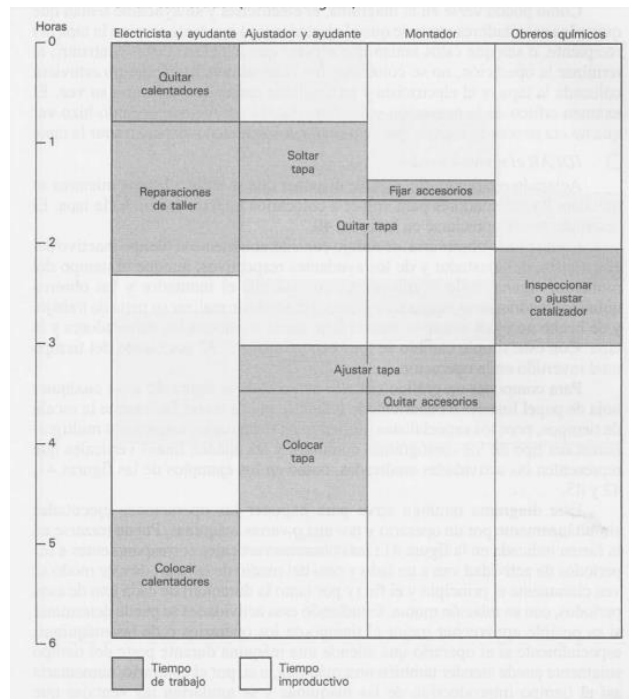 Horas
Electricista y ayudante
Ajustador y ayudante
Montador
Obreros químicos
0
Quitar
calentadores
1
Soltar
tapa
Reparaciones
de taller
Fijar accesorios
Quitar tapa
2
Inspeccionar
o ajustar
catalizador
3
Ajustar tapa
Quitar accesorios
4
Colocar
tapa
5
Colocar
calentadores
6
Tiempo
de trabajo
Tiempo
improductivo